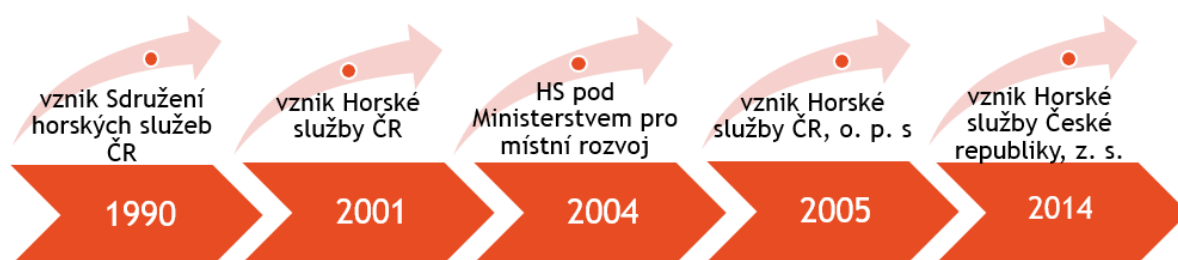 vznik Sdružení
horských služeb
ČR
1990
vznik Horské
služby ČR
2001
HS pod
Ministerstvem pro
místní rozvoj
2004
vznik Horské
služby ČR, o. p. s
2005
vznik Horské
služby České
republiky, z. s.
2014